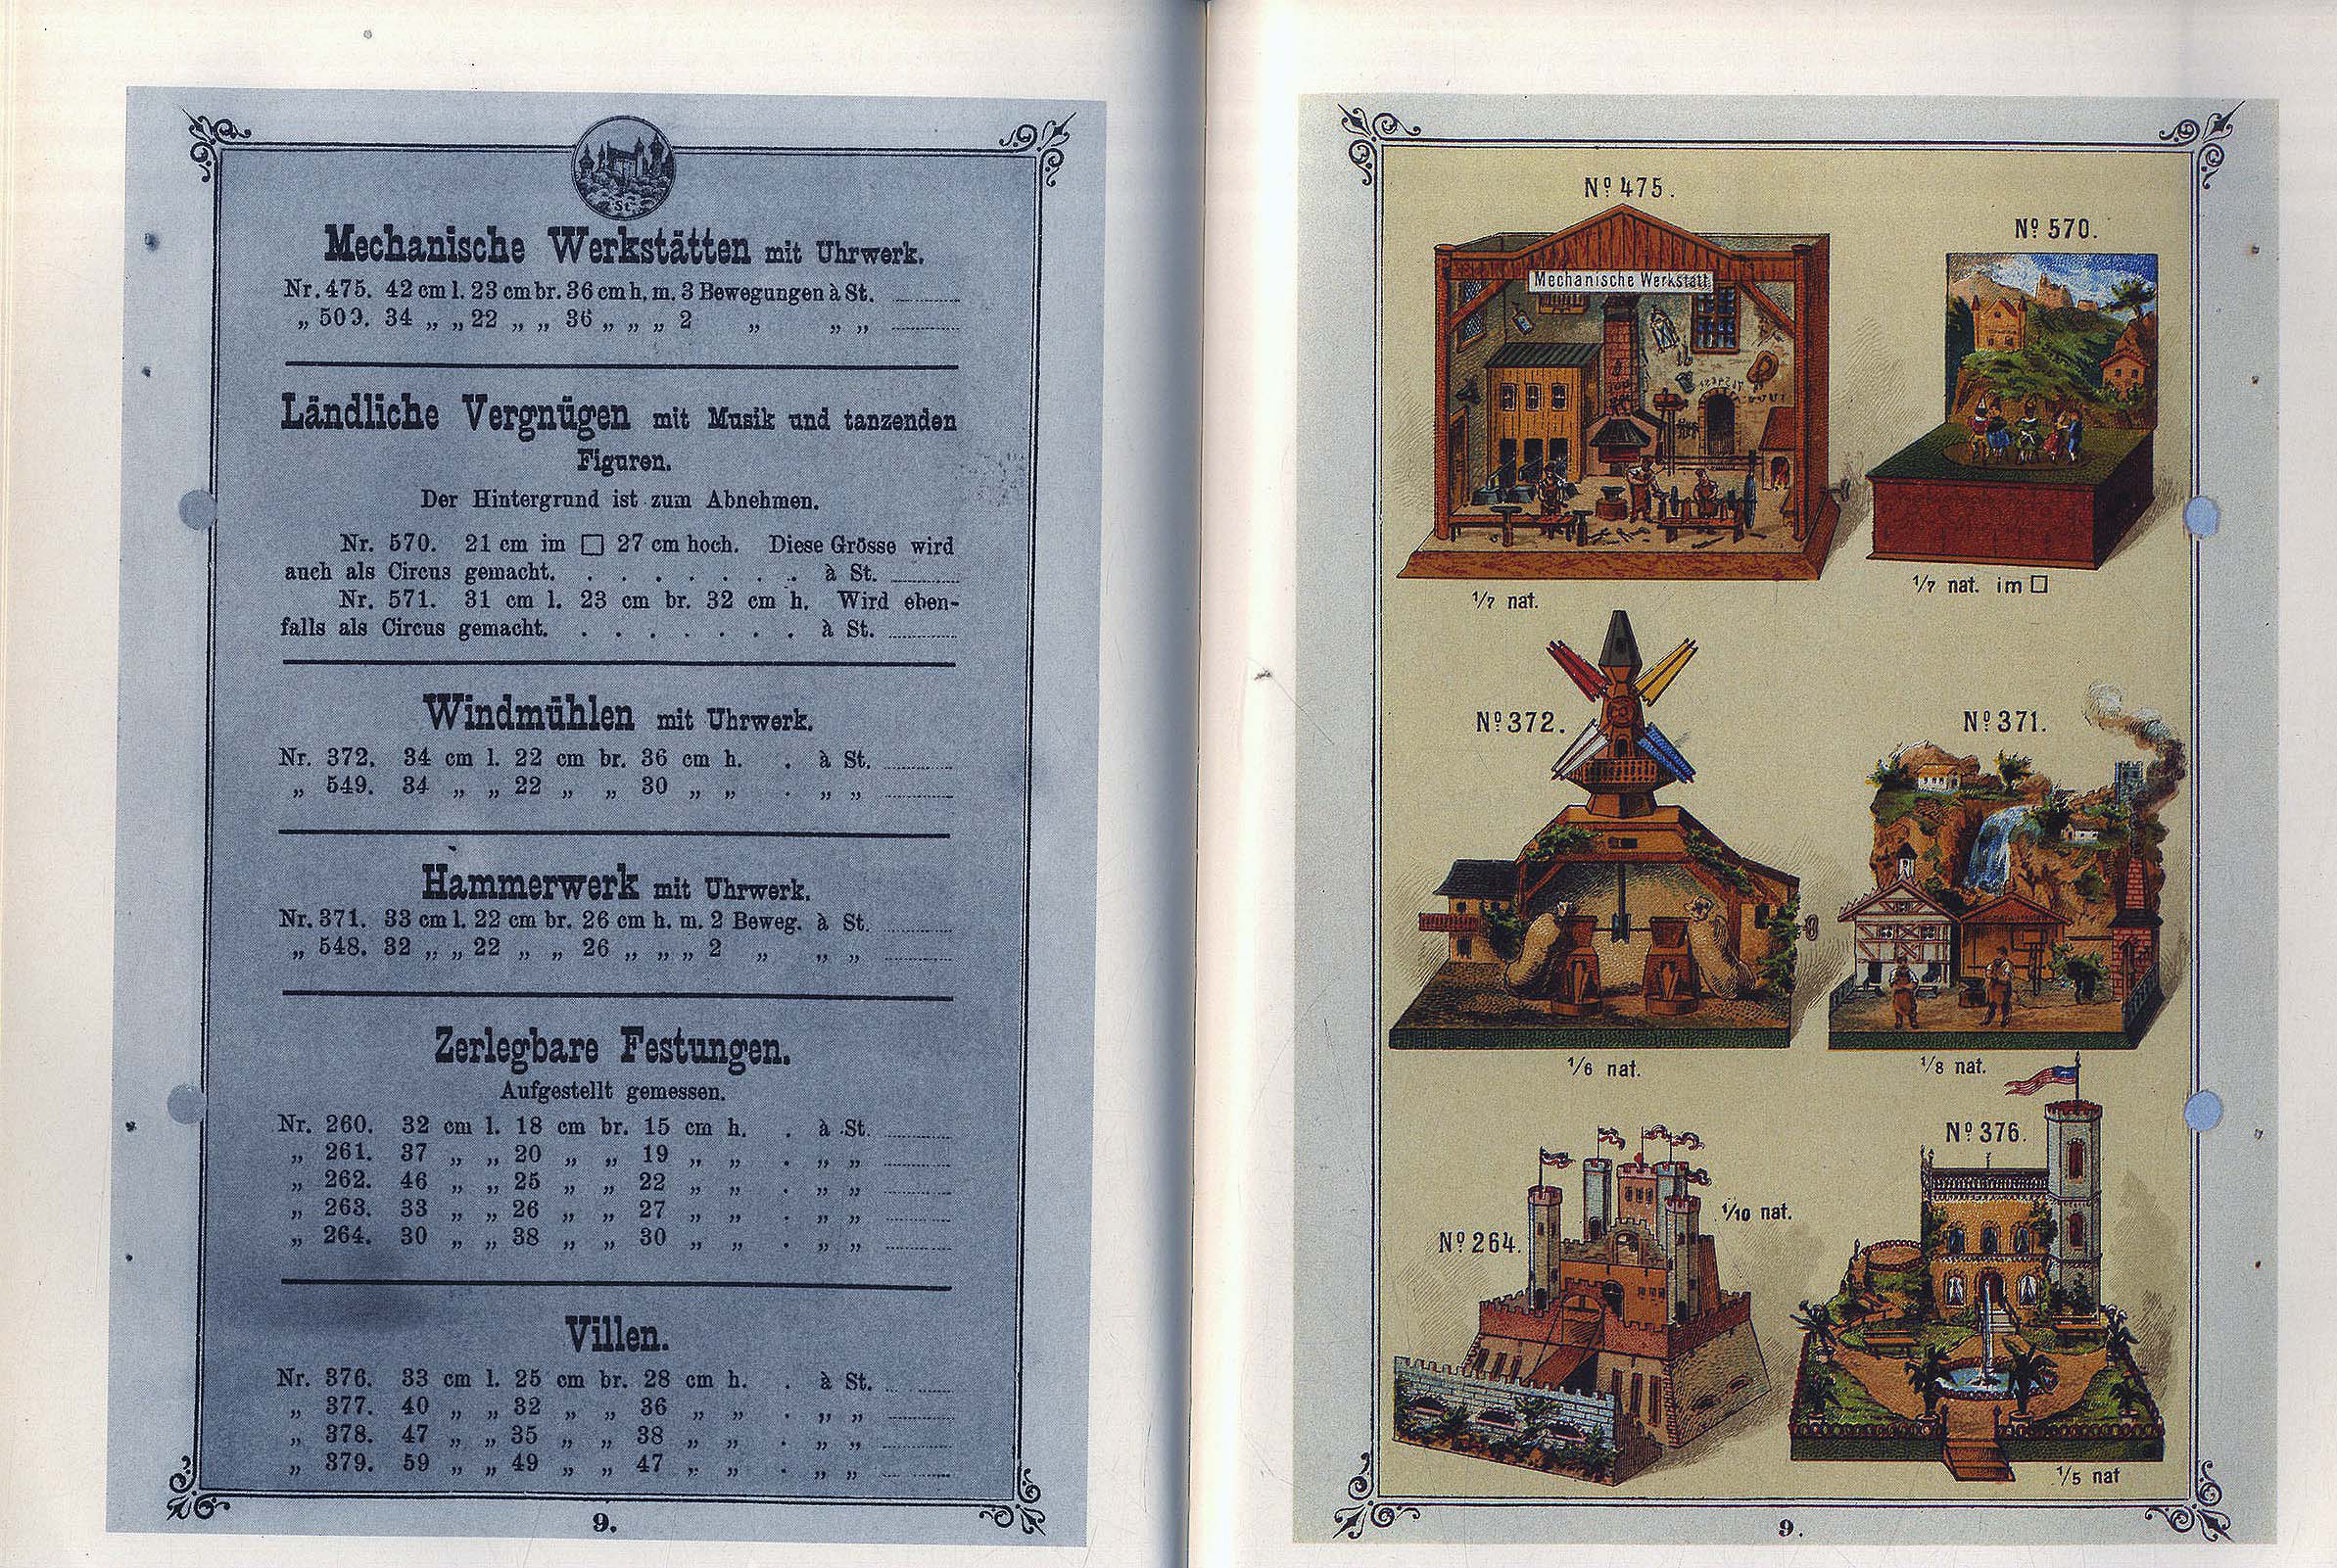 St.
Mechanische Werkstätten mit Uhrwerk.
Nr. 475. 42 cm l. 23 cm br. 36 cm h. m. 3 Bewegungen à St.
„ 509. 34 „ „ 22 „ „ 36 „ „ „ 2 „ „ „
Ländliche Vergnügen mit Musik und tanzenden
Figuren.
Der Hintergrund ist zum Abnehmen.
Nr. 570. 21 cm im □ 27 cm hoch. Diese Grösse wird
auch als Circus gemacht. . . . . . . . à St.
Nr. 571. 31 cm l. 23 cm br. 32 cm h. Wird eben-
falls als Circus gemacht. . . . . . . . à St.
Windmühlen mit Uhrwerk.
Nr. 372. 34 cm l. 22 cm br. 36 cm h. . à St.
„ 549. 34 „ „ 22 „ „ 30 „ „ . „ „
Hammerwerk mit Uhrwerk.
Nr. 371. 33 cm l. 22 cm br. 26 cm h. m. 2 Beweg. à St.
„ 548. 32 „ „ 22 „ „ 26 „ „ „ 2 „ „ „
Zerlegbare Festungen.
Aufgestellt gemessen.
Nr. 260. 32 cm l. 18 cm br. 15 cm h. . à St.
„ 261. 37 „ „ 20 „ „ 19 „ „ . „ „
„ 262. 46 „ „ 25 „ „ 22 „ „ . „ „
„ 263. 33 „ „ 26 „ „ 27 „ „ . „ „
„ 264. 30 „ „ 38 „ „ 30 „ „ . „ „
Villen.
Nr. 376. 33 cm l. 25 cm br. 28 cm h. . à St.
„ 377. 40 „ „ 32 „ „ 36 „ „ . „ „
„ 378. 47 „ „ 35 „ „ 38 „ „ . „ „
„ 379. 59 „ „ 49 „ „ 47 „ „ . „ „
9.
Nº 475.
Mechanische Werkstatt
1/7 nat.
Nº 570.
1/7 nat. im □
Nº 372.
1/6 nat.
Nº 371.
1/8 nat.
Nº 264.
1/10 nat.
Nº 376.
1/5 nat
9.